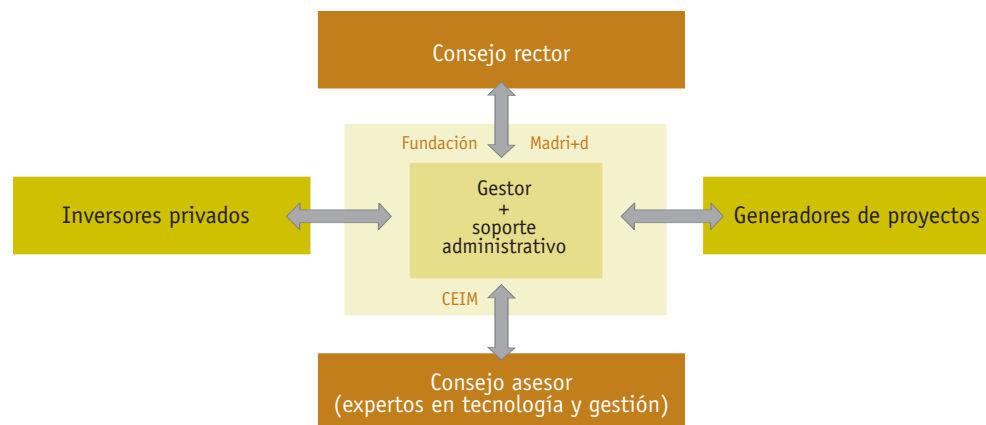 Consejo rector
Fundación Madri+d
Gestor
+
soporte
administrativo
Inversores privados
Generadores de proyectos
CEIM
Consejo asesor
(expertos en tecnología y gestión)